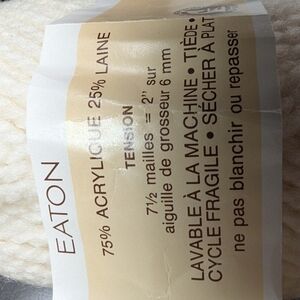 EATON
75% ACRYLIQUE 25% LAINE
TENSION
7½ mailles = 2" sur
aiguille de grosseur 6 mm
LAVABLE À LA MACHINE • TIÈDE •
CYCLE FRAGILE • SÉCHER À PLAT
ne pas blanchir ou repasser